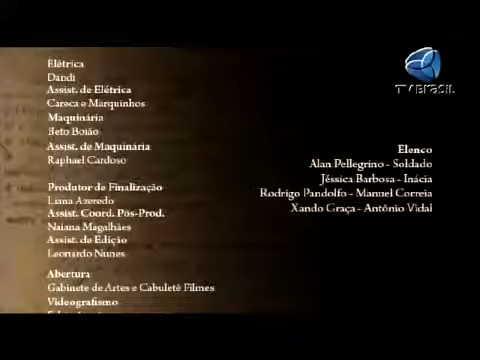 TVBrasil
Elétrica
Dandi
Assist. de Elétrica
Careca e Marquinhos
Maquinária
Beto Boião
Assist. de Maquinária
Raphael Cardoso
Produtor de Finalização
Liana Azeredo
Assist. Coord. Pós-Prod.
Naiana Magalhães
Assist. de Edição
Leonardo Nunes
Abertura
Gabinete de Artes e Cabuletê Filmes
Videografismo
Elenco
Alan Pellegrino - Soldado
Jéssica Barbosa - Inácia
Rodrigo Pandolfo - Manuel Correia
Xando Graça - Antônio Vidal